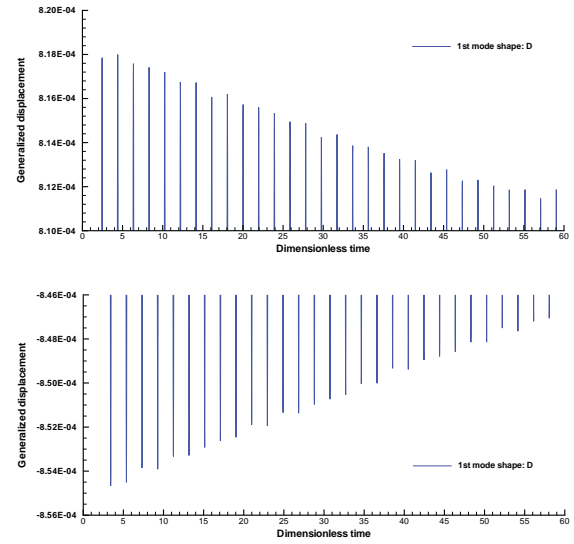 8.20E-04
8.18E-04
8.16E-04
8.14E-04
8.12E-04
8.10E-04
Generalized displacement
1st mode shape: D
0 5 10 15 20 25 30 35 40 45 50 55 60
Dimensionless time
-8.46E-04
-8.48E-04
-8.50E-04
-8.52E-04
-8.54E-04
-8.56E-04
Generalized displacement
1st mode shape: D
0 5 10 15 20 25 30 35 40 45 50 55 60
Dimensionless time